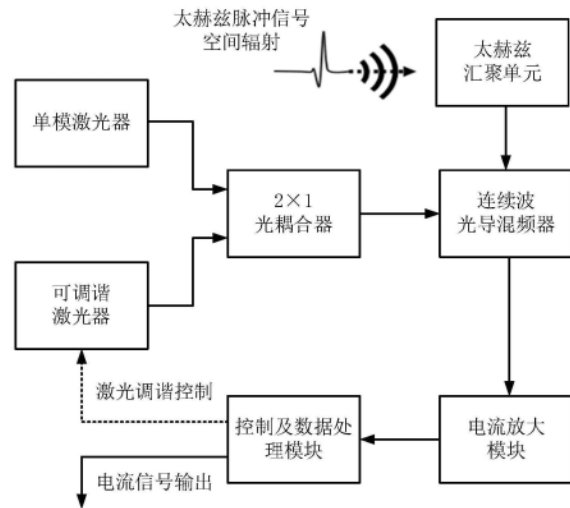 太赫兹脉冲信号
空间辐射
太赫兹
汇聚单元
单模激光器
2×1
光耦合器
连续波
光导混频器
可调谐
激光器
激光调谐控制
控制及数据处
理模块
电流放大
模块
电流信号输出